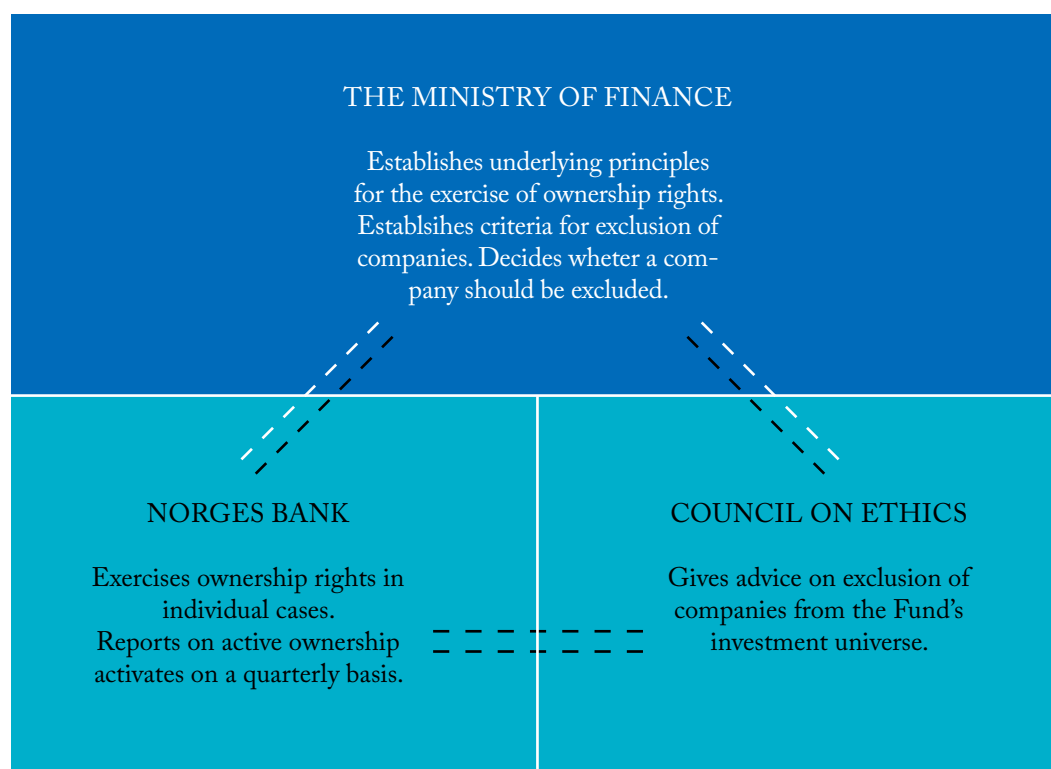 THE MINISTRY OF FINANCE
Establishes underlying principles
for the exercise of ownership rights.
Establsihes criteria for exclusion of
companies. Decides wheter a com-
pany should be excluded.
NORGES BANK
Exercises ownership rights in
individual cases.
Reports on active ownership
activates on a quarterly basis.
COUNCIL ON ETHICS
Gives advice on exclusion of
companies from the Fund’s
investment universe.